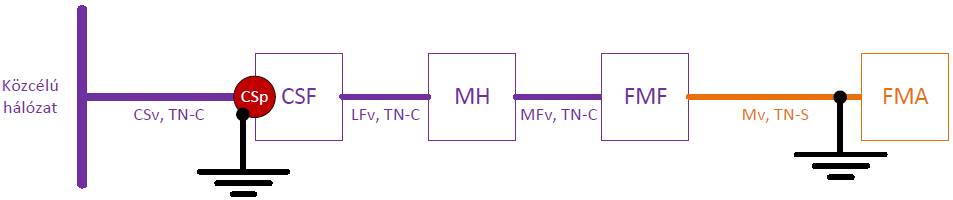 Közcélú
hálózat
CSv, TN-C
CSp
CSF
LFv, TN-C
MH
MFv, TN-C
FMF
Mv, TN-S
FMA